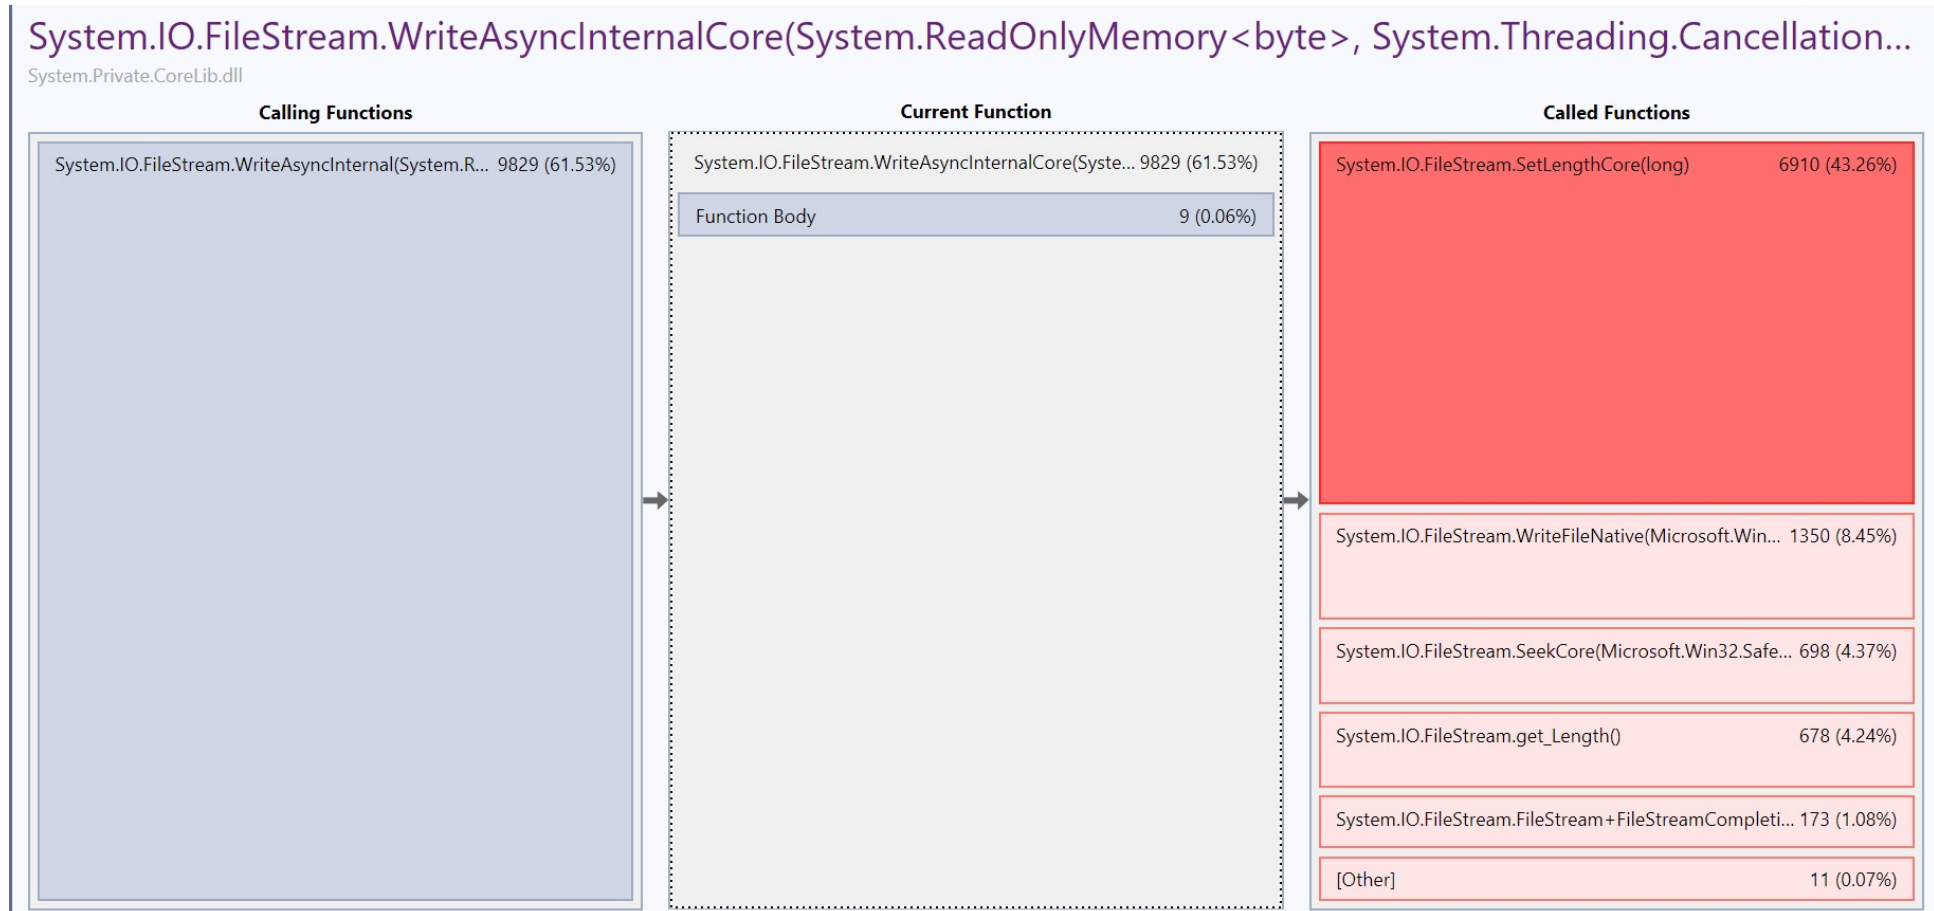 System.IO.FileStream.WriteAsyncInternalCore(System.ReadOnlyMemory<byte>, System.Threading.Cancellation...
System.Private.CoreLib.dll
Calling Functions
Current Function
Called Functions
System.IO.FileStream.WriteAsyncInternal(System.R... 9829 (61.53%)
System.IO.FileStream.WriteAsyncInternalCore(Syste... 9829 (61.53%)
Function Body 9 (0.06%)
System.IO.FileStream.SetLengthCore(long) 6910 (43.26%)
System.IO.FileStream.WriteFileNative(Microsoft.Win... 1350 (8.45%)
System.IO.FileStream.SeekCore(Microsoft.Win32.Safe... 698 (4.37%)
System.IO.FileStream.get_Length() 678 (4.24%)
System.IO.FileStream.FileStream+FileStreamCompleti... 173 (1.08%)
[Other] 11 (0.07%)